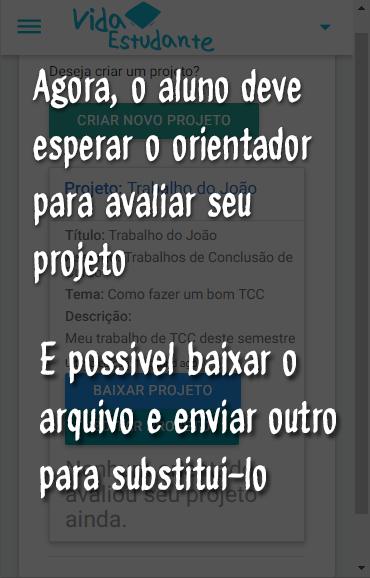 Vida
Estudante
Deseja criar um projeto?
CRIAR NOVO PROJETO
Agora, o aluno deve
esperar o orientador
para avaliar seu
projeto
Projeto: Trabalho do João
Título: Trabalho do João
Trabalhos de Conclusão de
Tema: Como fazer um bom TCC
Descrição:
Meu trabalho de TCC deste semestre
E possivel baixar o
arquivo e enviar outro
para substitui-lo
BAIXAR PROJETO
avaliou seu projeto
ainda.